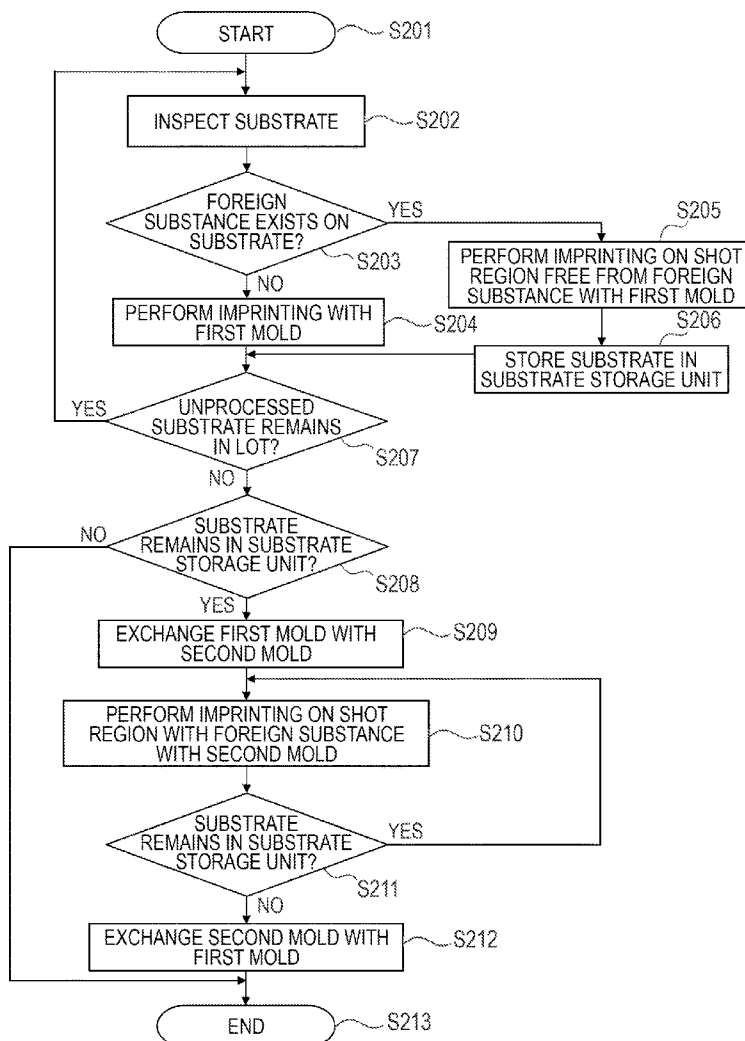 START
S201
INSPECT SUBSTRATE
S202
FOREIGN
SUBSTANCE EXISTS ON
SUBSTRATE?
YES
S203
NO
S205
PERFORM IMPRINTING ON SHOT
REGION FREE FROM FOREIGN
SUBSTANCE WITH FIRST MOLD
PERFORM IMPRINTING WITH
FIRST MOLD
S204
S206
STORE SUBSTRATE IN
SUBSTRATE STORAGE UNIT
YES
UNPROCESSED
SUBSTRATE REMAINS
IN LOT?
S207
NO
NO
SUBSTRATE
REMAINS IN SUBSTRATE
STORAGE UNIT?
S208
YES
EXCHANGE FIRST MOLD WITH
SECOND MOLD
S209
PERFORM IMPRINTING ON SHOT
REGION WITH FOREIGN SUBSTANCE
WITH SECOND MOLD
S210
SUBSTRATE
REMAINS IN SUBSTRATE
STORAGE UNIT?
YES
S211
NO
EXCHANGE SECOND MOLD WITH
FIRST MOLD
S212
END
S213